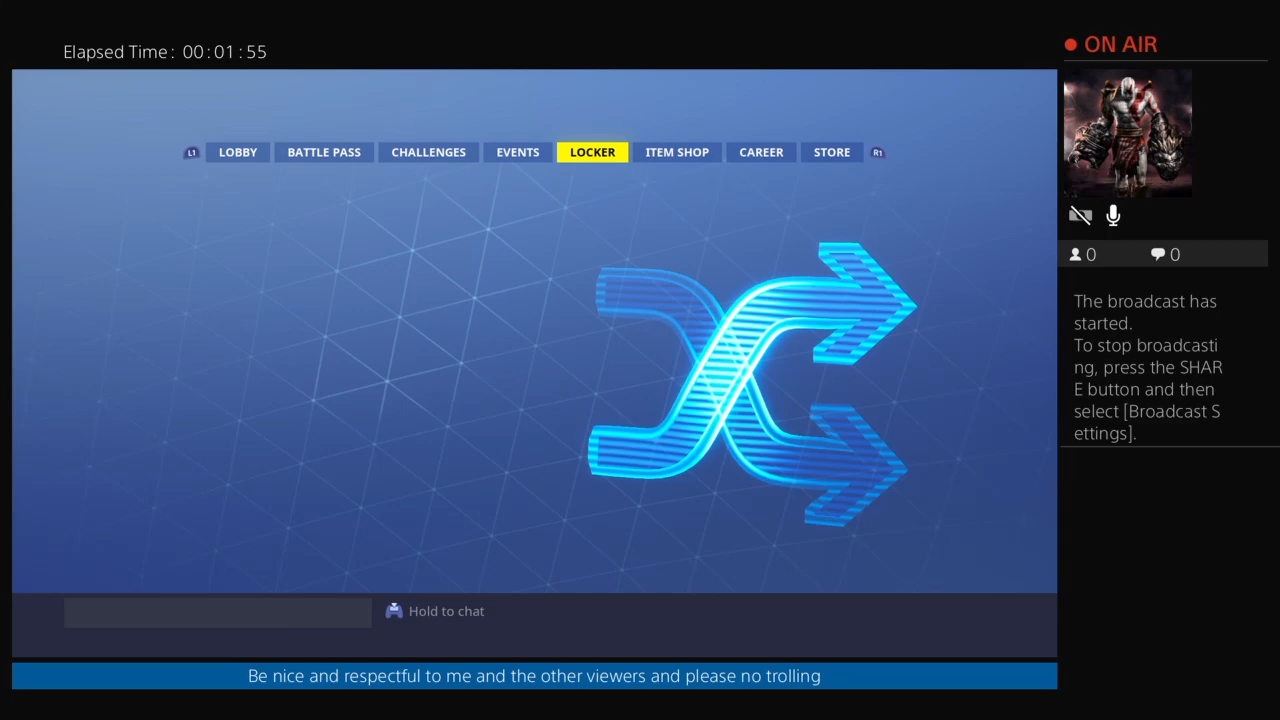 Elapsed Time: 00:01:55
ON AIR
L1 LOBBY BATTLE PASS CHALLENGES EVENTS LOCKER ITEM SHOP CAREER STORE R1
0 0
The broadcast has
started.
To stop broadcasti
ng, press the SHAR
E button and then
select [Broadcast S
ettings].
Hold to chat
Be nice and respectful to me and the other viewers and please no trolling